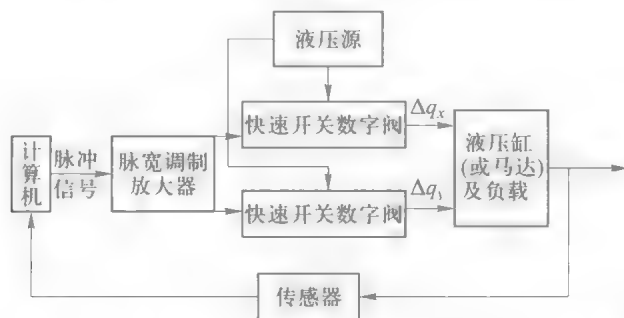 液压源
快速开关数字阀
Δqx
计算机
脉冲
信号
脉宽调制
放大器
液压缸
(或马达)
及负载
快速开关数字阀
Δqy
传感器